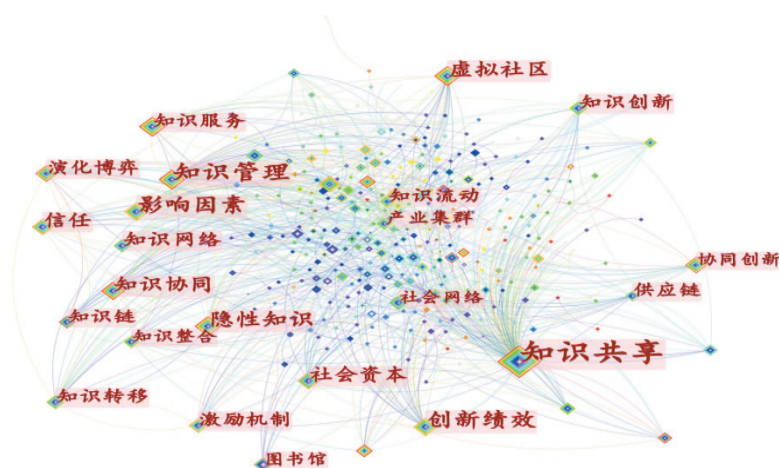 虚拟社区
知识创新
知识服务
演化博弈
知识管理
知识流动
影响因素
产业集群
信任
知识网络
协同创新
知识协同
供应链
社会网络
知识链
隐性知识
知识整合
知识共享
社会资本
知识转移
激励机制
创新绩效
图书馆